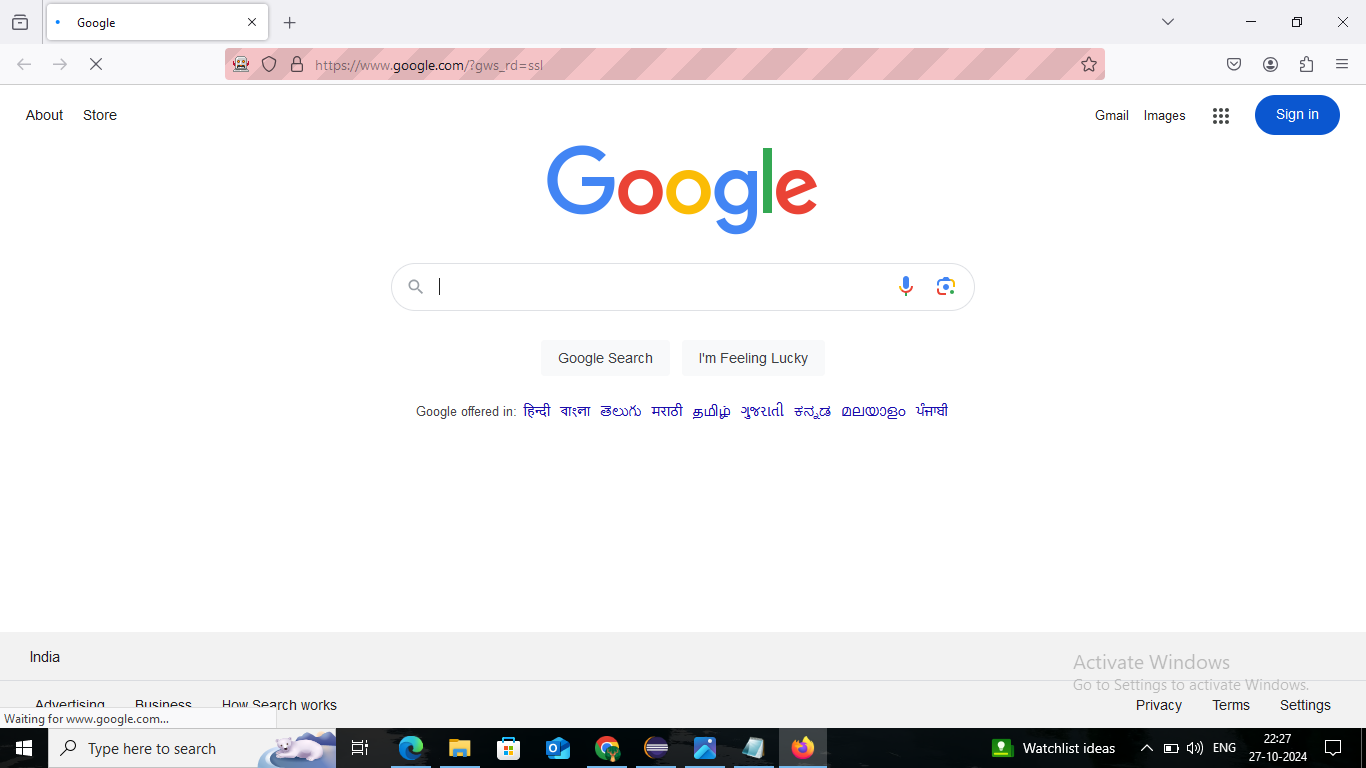 Google
https://www.google.com/?gws_rd=ssl
About Store
Gmail Images Sign in
Google
Google Search I'm Feeling Lucky
Google offered in: हिन्दी বাংলা తెలుగు मराठी தமிழ் ગુજરાતી ಕನ್ನಡ മലയാളം ਪੰਜਾਬੀ
India
Activate Windows
Go to Settings to activate Windows.
Advertising Business How Search works
Privacy Terms Settings
Waiting for www.google.com...
Type here to search
Watchlist ideas
ENG
22:27
27-10-2024